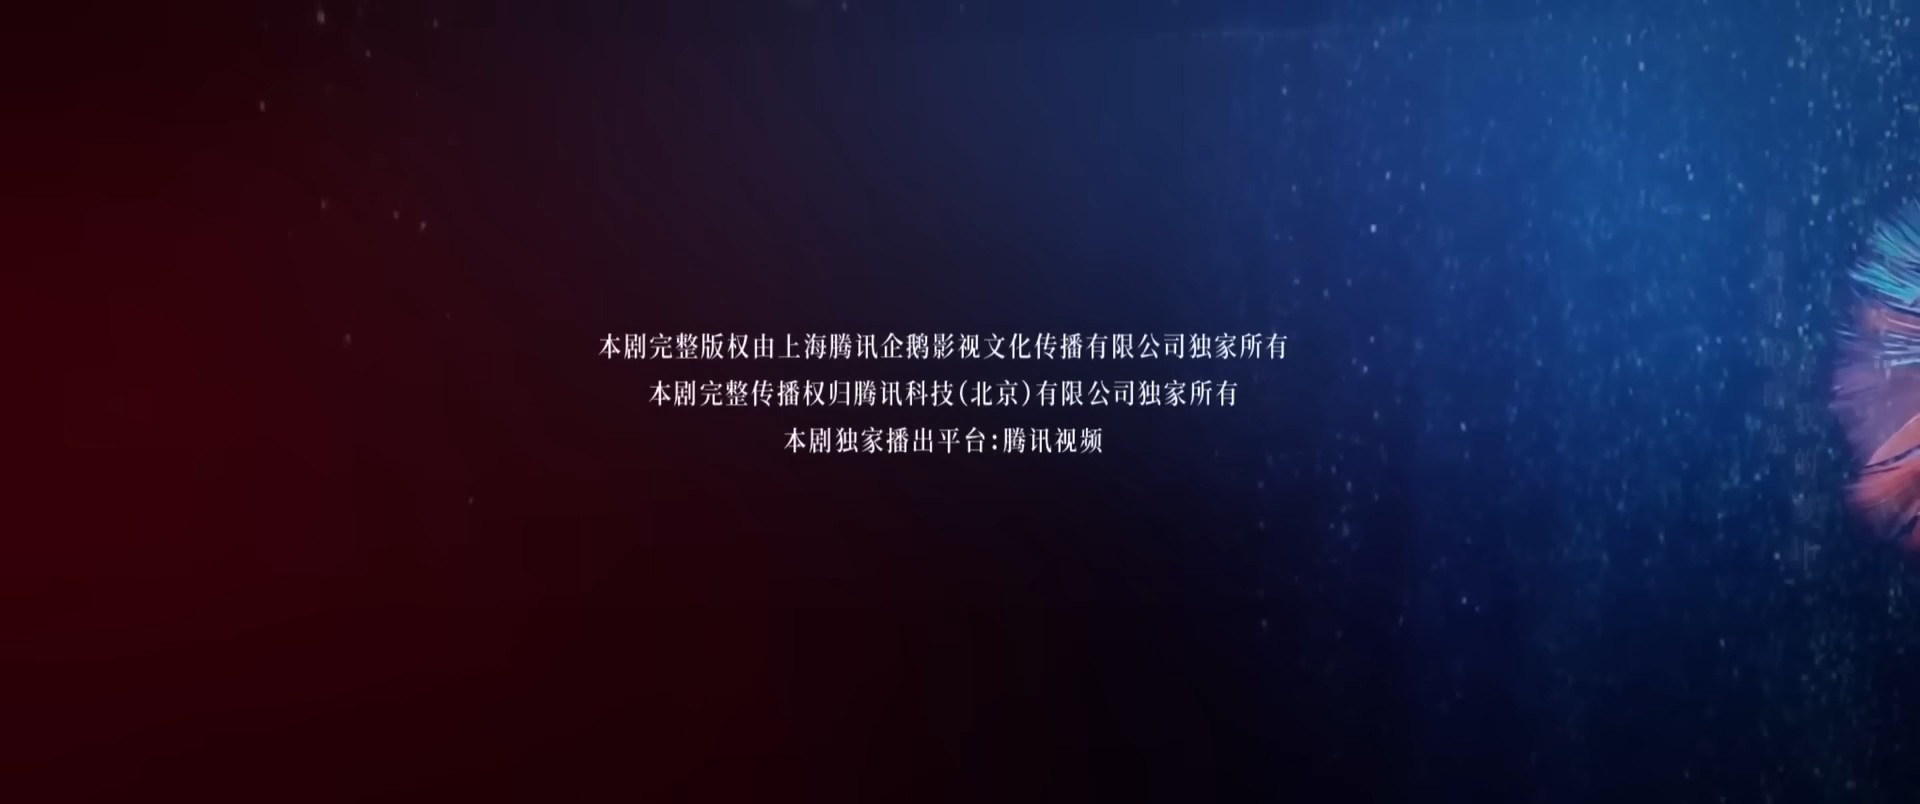 本剧完整版权由上海腾讯企鹅影视文化传播有限公司独家所有
本剧完整传播权归腾讯科技(北京)有限公司独家所有
本剧独家播出平台:腾讯视频